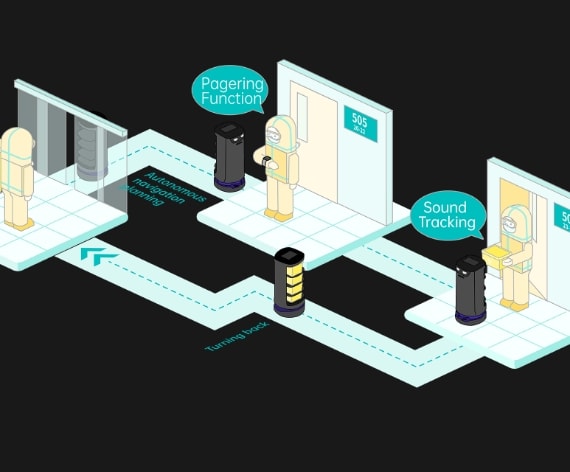 Pagering
Function
505
Autonomous
navigation
planning
Sound
Tracking
Turning back